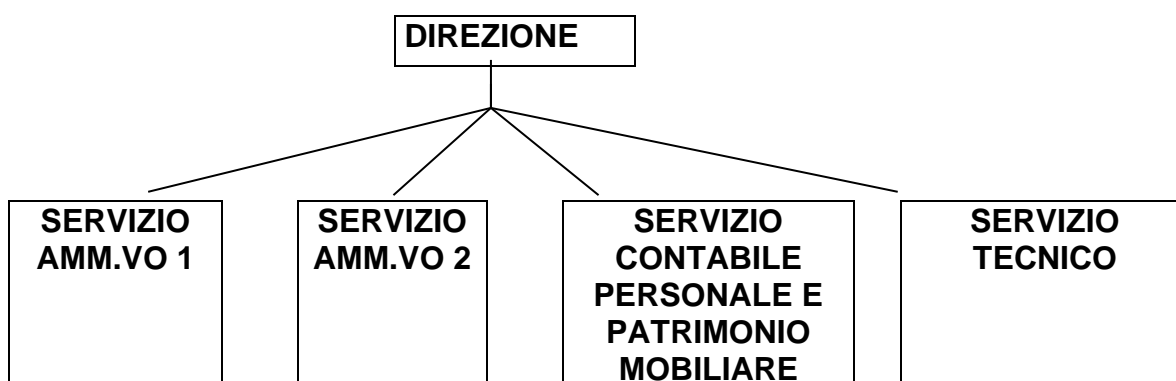 DIREZIONE
SERVIZIO
AMM.VO 1
SERVIZIO
AMM.VO 2
SERVIZIO
CONTABILE
PERSONALE E
PATRIMONIO
MOBILIARE
SERVIZIO
TECNICO